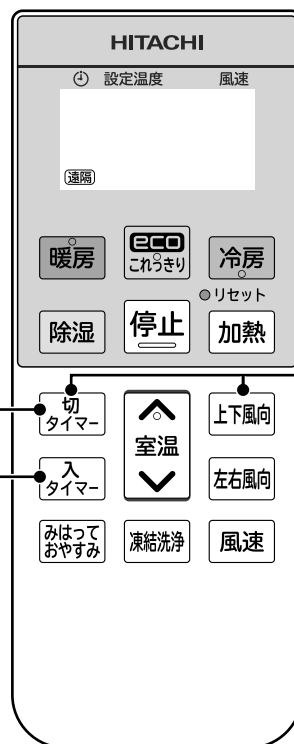 HITACHI
設定温度 風速
遠隔
暖房
eco
これっきり
冷房
リセット
除湿
停止
加熱
切
タイマー
室温
上下風向
入
タイマー
左右風向
みはって
おやすみ
凍結洗浄
風速